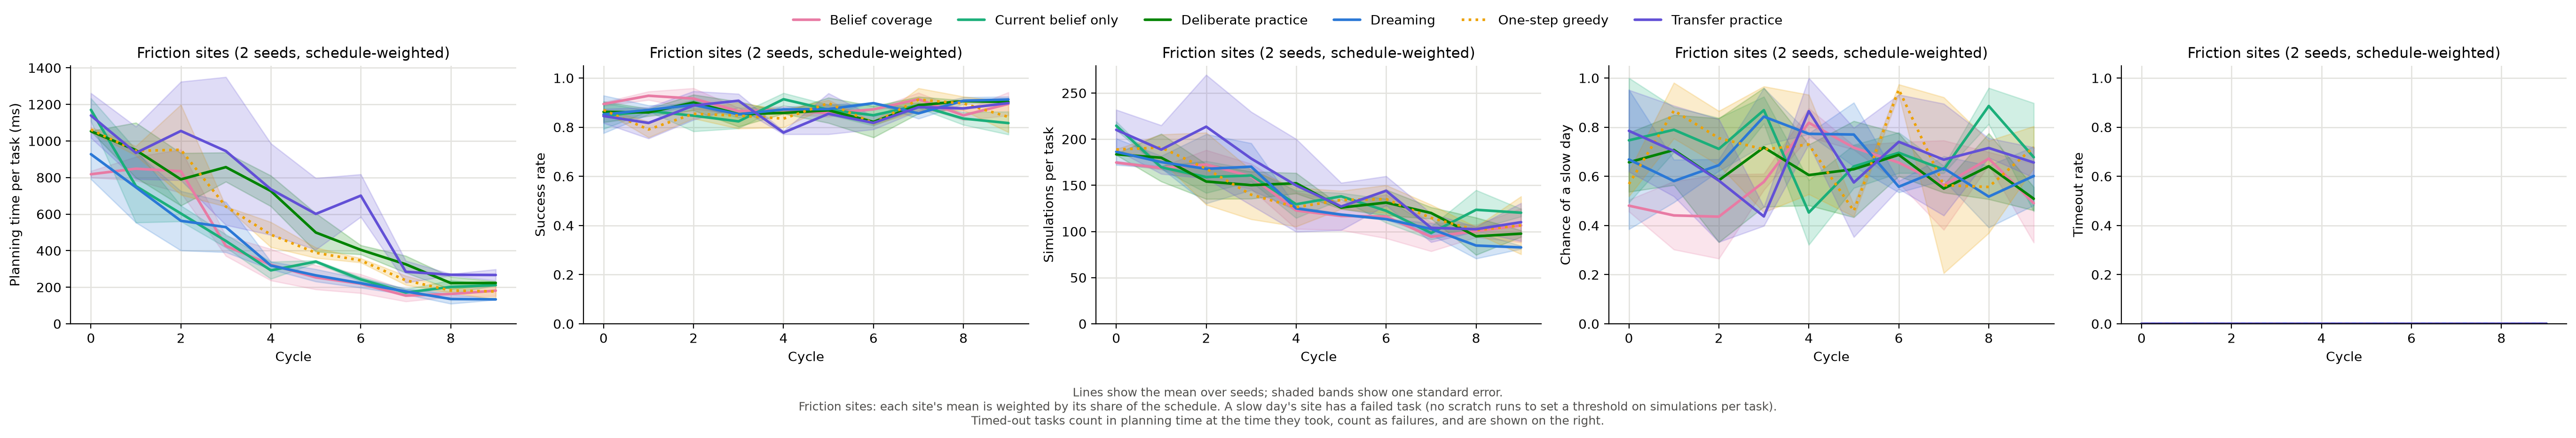 Belief coverage Current belief only Deliberate practice Dreaming One-step greedy Transfer practice
Friction sites (2 seeds, schedule-weighted)
Planning time per task (ms)
1400
1200
1000
800
600
400
200
0
0 2 4 6 8
Cycle
Friction sites (2 seeds, schedule-weighted)
Success rate
1.0
0.8
0.6
0.4
0.2
0.0
0 2 4 6 8
Cycle
Friction sites (2 seeds, schedule-weighted)
Simulations per task
250
200
150
100
50
0
0 2 4 6 8
Cycle
Friction sites (2 seeds, schedule-weighted)
Chance of a slow day
1.0
0.8
0.6
0.4
0.2
0.0
0 2 4 6 8
Cycle
Friction sites (2 seeds, schedule-weighted)
Timeout rate
1.0
0.8
0.6
0.4
0.2
0.0
0 2 4 6 8
Cycle
Lines show the mean over seeds; shaded bands show one standard error.
Friction sites: each site's mean is weighted by its share of the schedule. A slow day's site has a failed task (no scratch runs to set a threshold on simulations per task).
Timed-out tasks count in planning time at the time they took, count as failures, and are shown on the right.